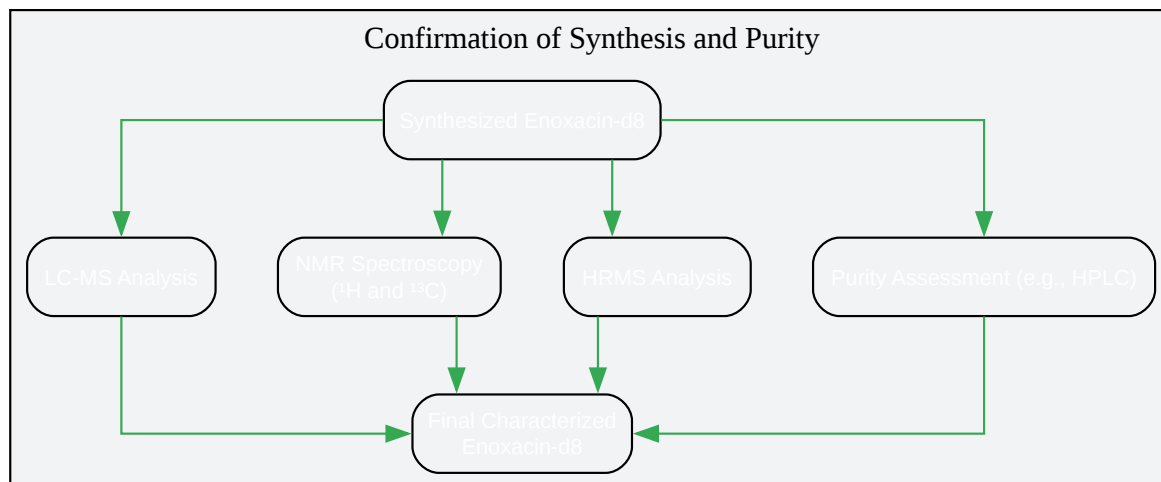 Confirmation of Synthesis and Purity
Synthesized Enoxacin-d8
LC-MS Analysis
NMR Spectroscopy
(¹H and ¹³C)
HRMS Analysis
Purity Assessment (e.g., HPLC)
Final Characterized
Enoxacin-d8